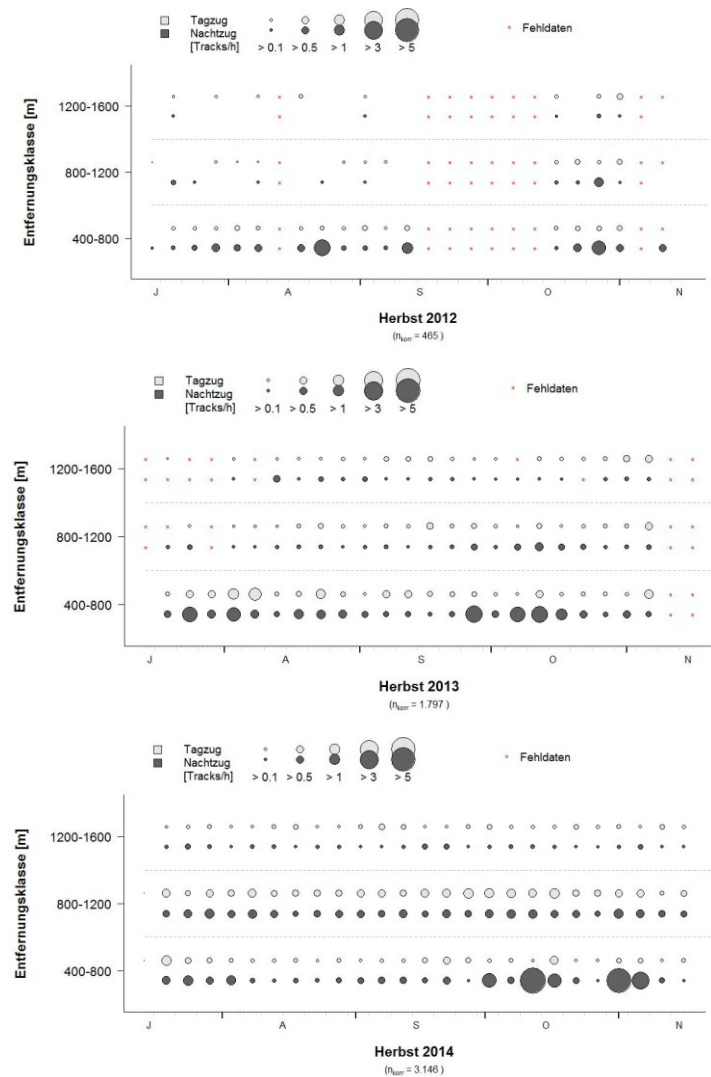 Tagzug
Nachtzug
[Tracks/h] > 0.1 > 0.5 > 1 > 3 > 5
Fehldaten
Entfernungsklasse [m]
1200-1600
800-1200
400-800
J A S O N
Herbst 2012
(nkorr = 465 )
Tagzug
Nachtzug
[Tracks/h] > 0.1 > 0.5 > 1 > 3 > 5
Fehldaten
Entfernungsklasse [m]
1200-1600
800-1200
400-800
J A S O N
Herbst 2013
(nkorr = 1.797 )
Tagzug
Nachtzug
[Tracks/h] > 0.1 > 0.5 > 1 > 3 > 5
Fehldaten
Entfernungsklasse [m]
1200-1600
800-1200
400-800
J A S O N
Herbst 2014
(nkorr = 3.146 )